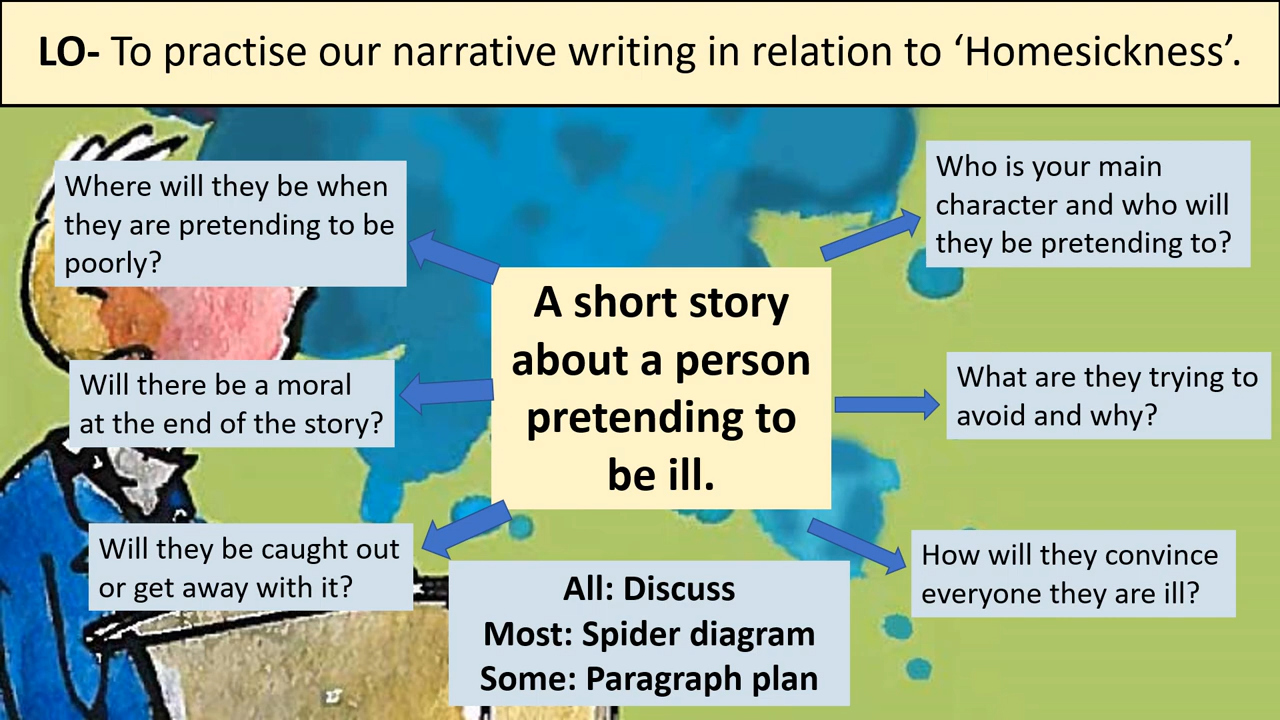 LO- To practise our narrative writing in relation to ‘Homesickness’.
Where will they be when
they are pretending to be
poorly?
Who is your main
character and who will
they be pretending to?
A short story
about a person
pretending to
be ill.
Will there be a moral
at the end of the story?
What are they trying to
avoid and why?
Will they be caught out
or get away with it?
How will they convince
everyone they are ill?
All: Discuss
Most: Spider diagram
Some: Paragraph plan